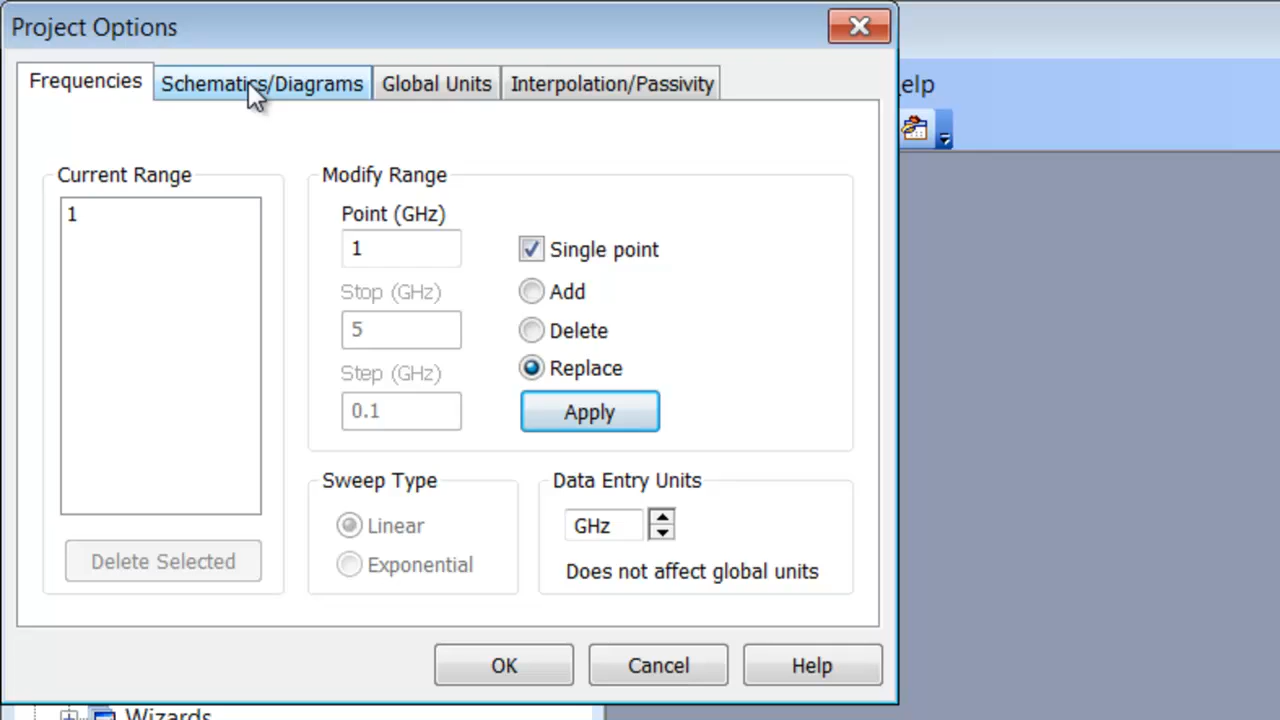 Project Options
Frequencies
Schematics/Diagrams
Global Units
Interpolation/Passivity
elp
Current Range
1
Delete Selected
Modify Range
Point (GHz)
1
Single point
Stop (GHz)
Add
5
Delete
Step (GHz)
Replace
0.1
Apply
Sweep Type
Linear
Exponential
Data Entry Units
GHz
Does not affect global units
OK
Cancel
Help
Wizards